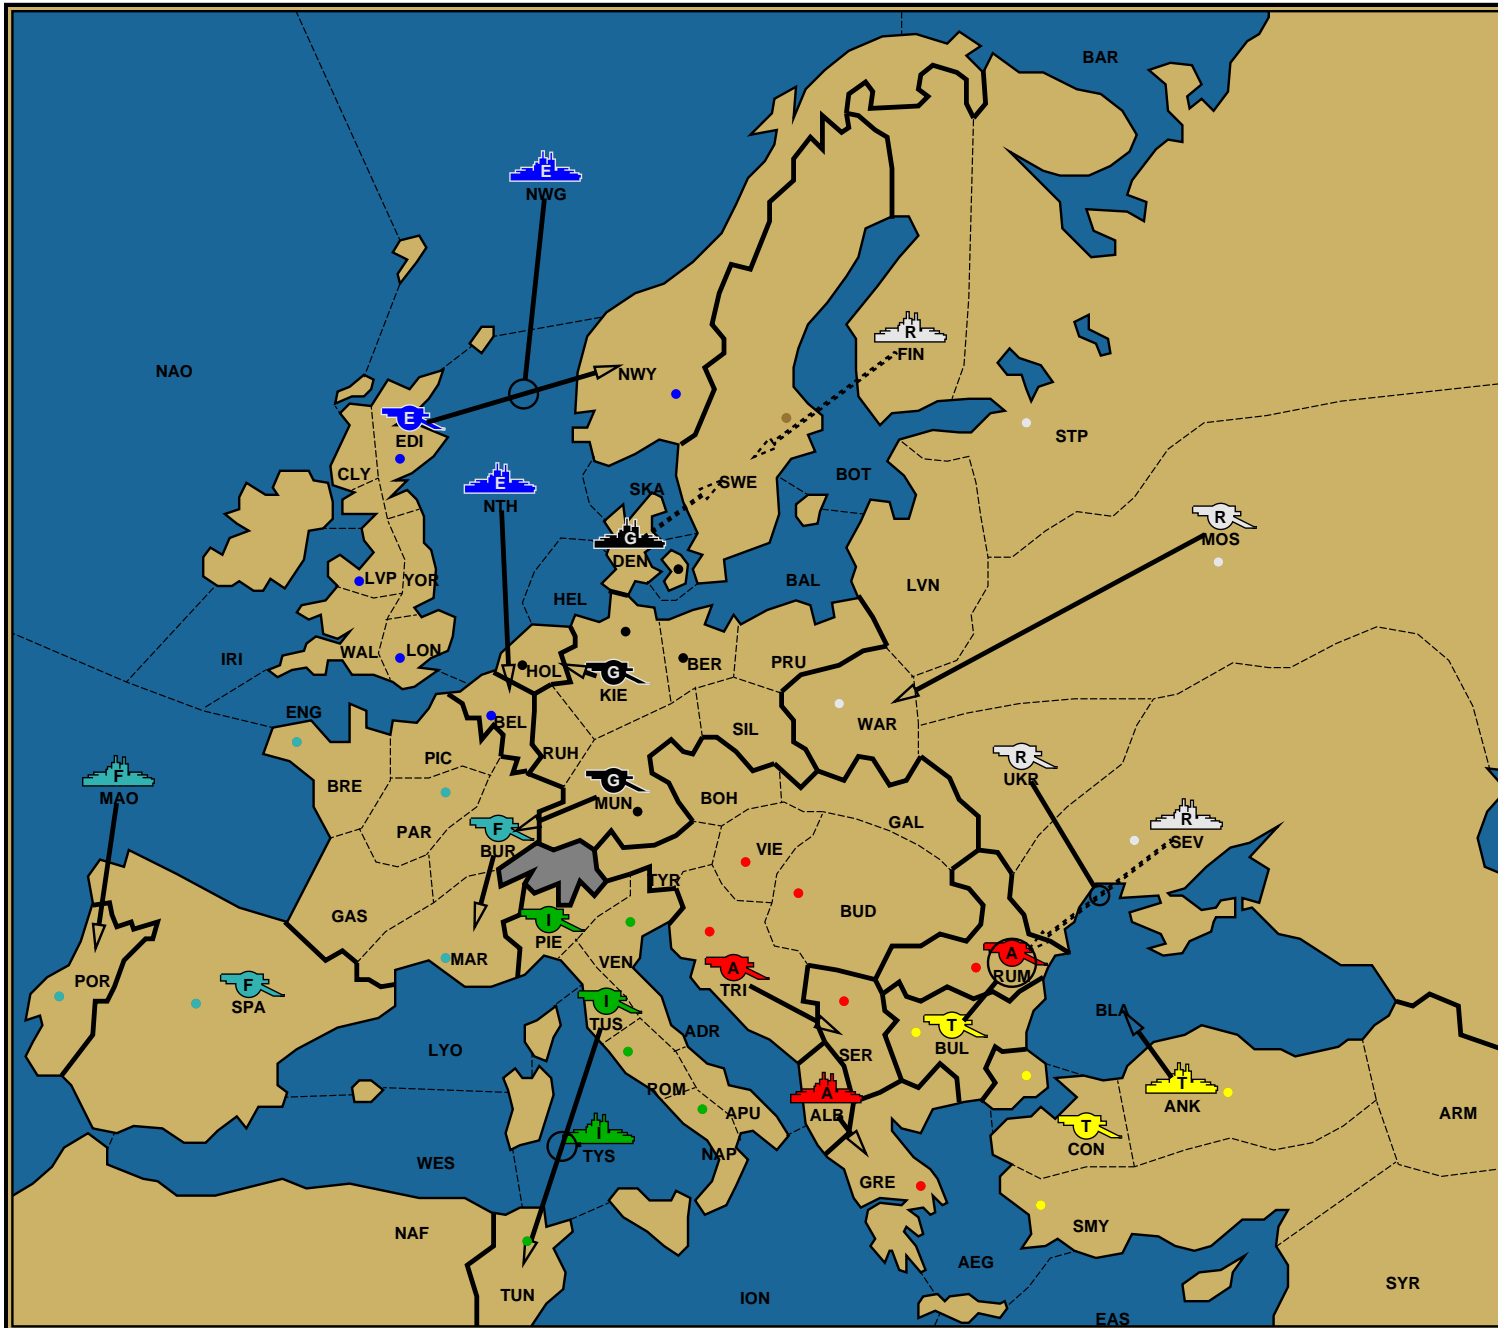 BAR
E
NWG
R
FIN
NAO
NWY
E
EDI
STP
CLY
BOT
SWE
SKA
E
NTH
R
MOS
G
DEN
LVP
YOR
BAL
LVN
HEL
IRI
WAL
LON
HOL
G
KIE
BER
PRU
ENG
BEL
WAR
SIL
RUH
PIC
R
UKR
F
MAO
BRE
G
MUN
BOH
GAL
R
SEV
PAR
F
BUR
VIE
TYR
GAS
BUD
I
PIE
MAR
VEN
A
RUM
A
TRI
POR
F
SPA
I
TUS
BLA
ADR
T
BUL
LYO
SER
ROM
A
ALB
T
ANK
APU
ARM
I
TYS
T
CON
NAP
WES
GRE
SMY
NAF
AEG
SYR
TUN
ION
EAS